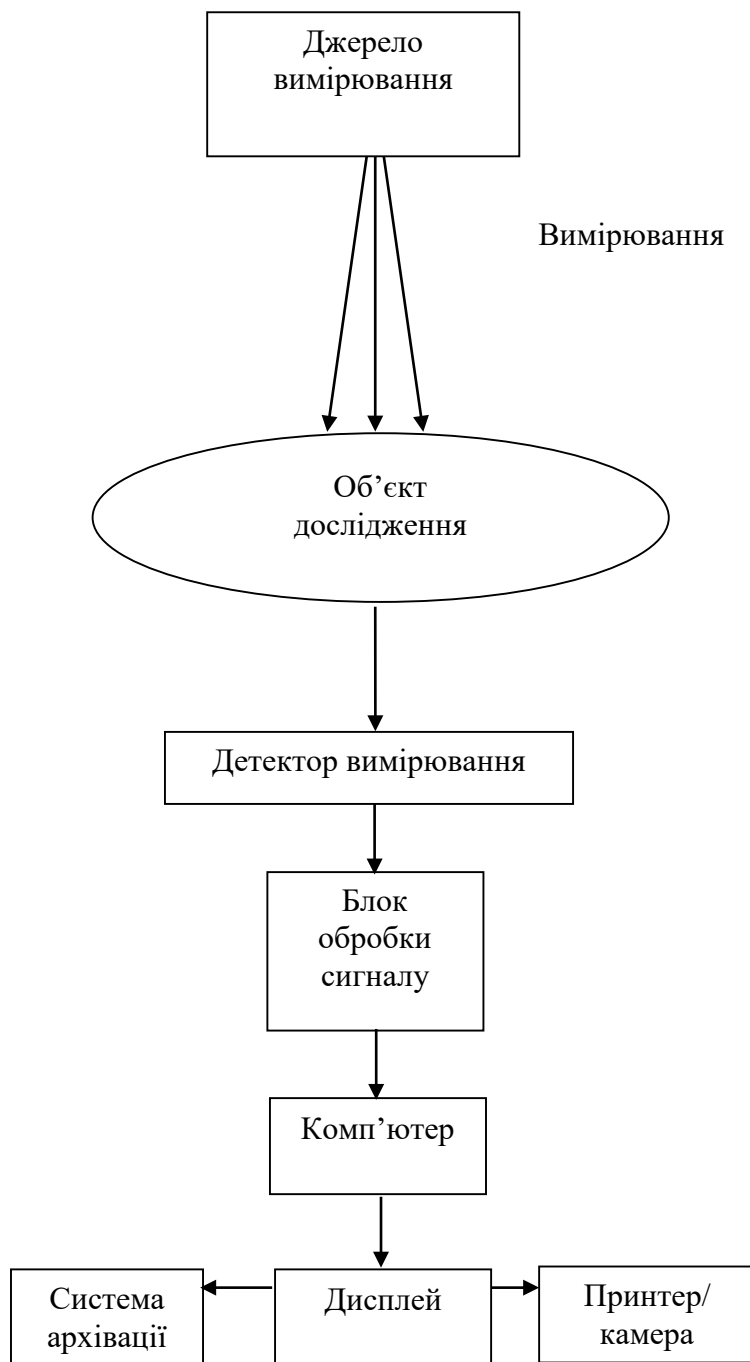 Джерело
вимірювання
Вимірювання
Об’єкт
дослідження
Детектор вимірювання
Блок
обробки
сигналу
Комп’ютер
Система
архівації
Дисплей
Принтер/
камера